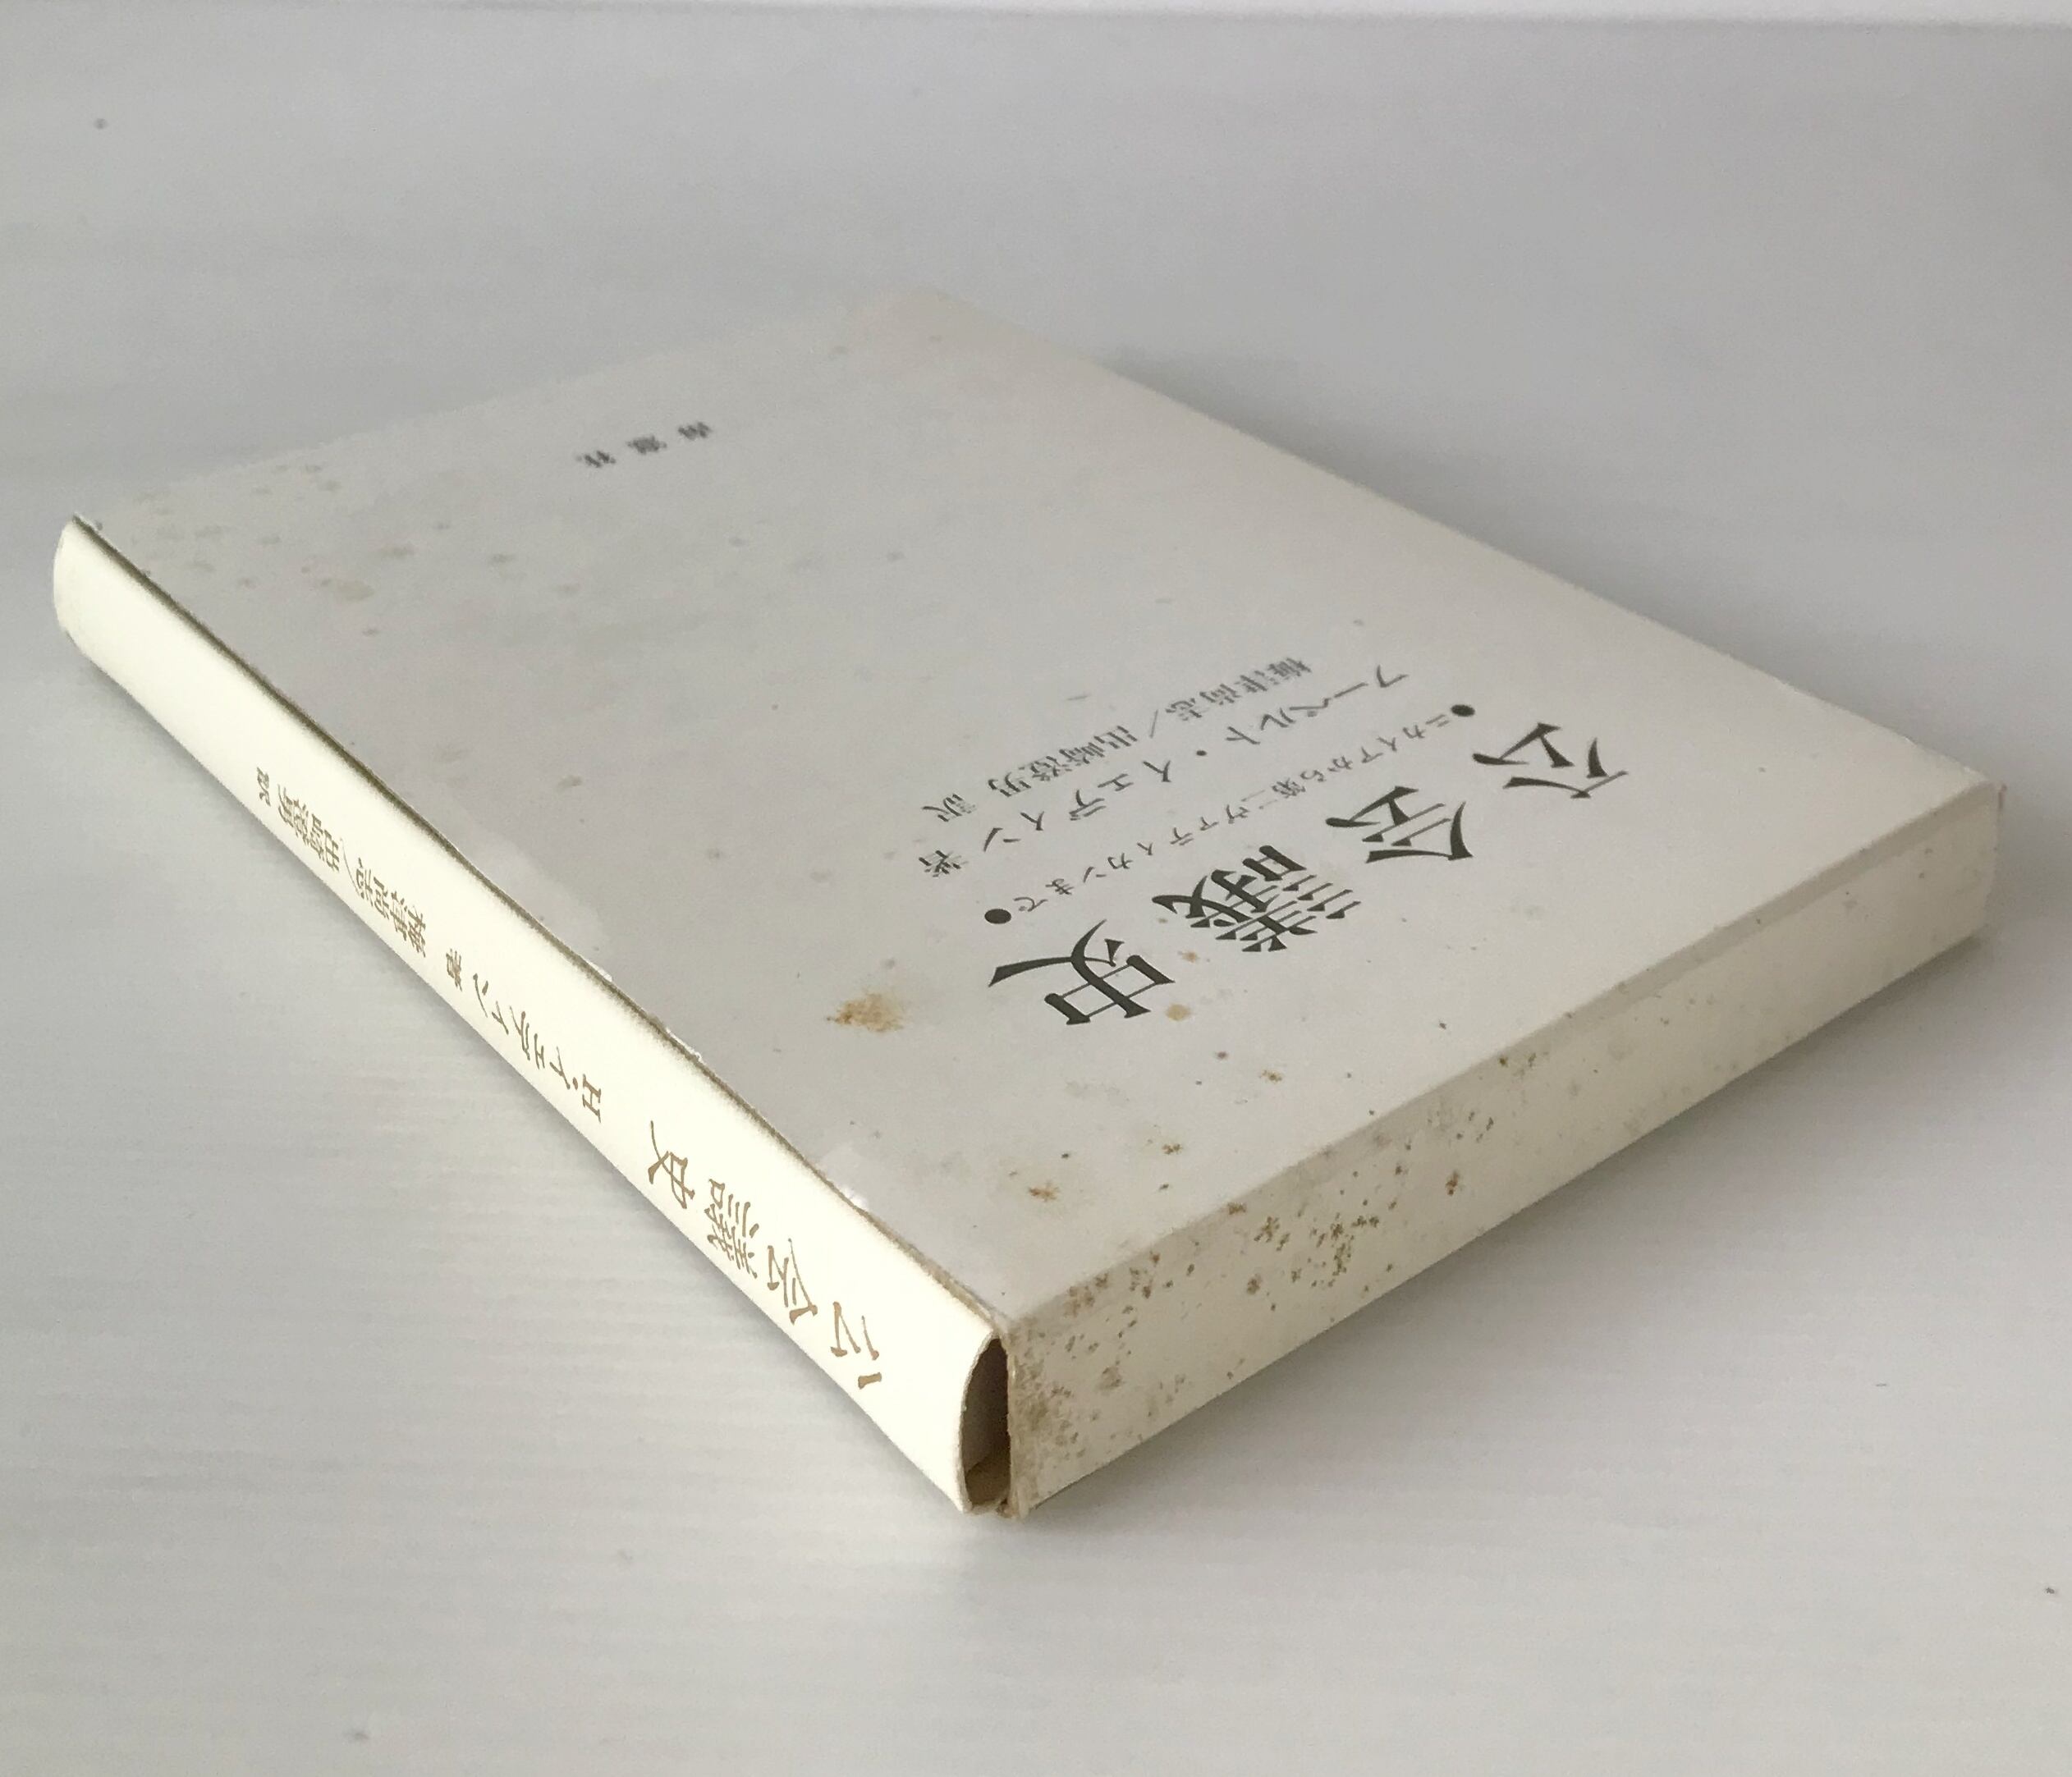 公会議史
●ニカイアから第二ヴァティカンまで●
フーベルト・イェディン 著
梅津尚志／出崎澄男 訳
南窓社
公会議史 H・イェディン 著 梅津尚志／出崎澄男 訳